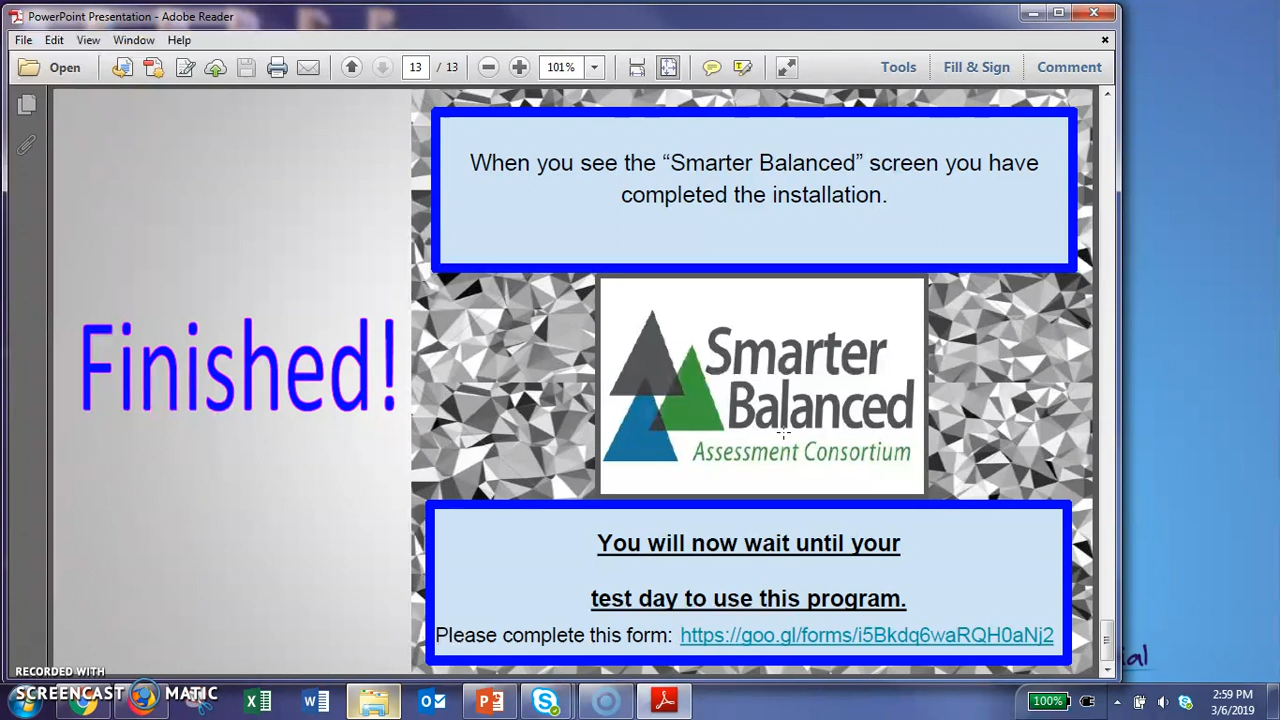 PowerPoint Presentation - Adobe Reader
File Edit View Window Help
Open 13 / 13 101% Tools Fill & Sign Comment
When you see the “Smarter Balanced” screen you have
completed the installation.
Finished!
Smarter
Balanced
Assessment Consortium
You will now wait until your
test day to use this program.
Please complete this form: https://goo.gl/forms/i5Bkdq6waRQH0aNj2
ial
RECORDED WITH
SCREENCAST MATIC
100%
2:59 PM
3/6/2019